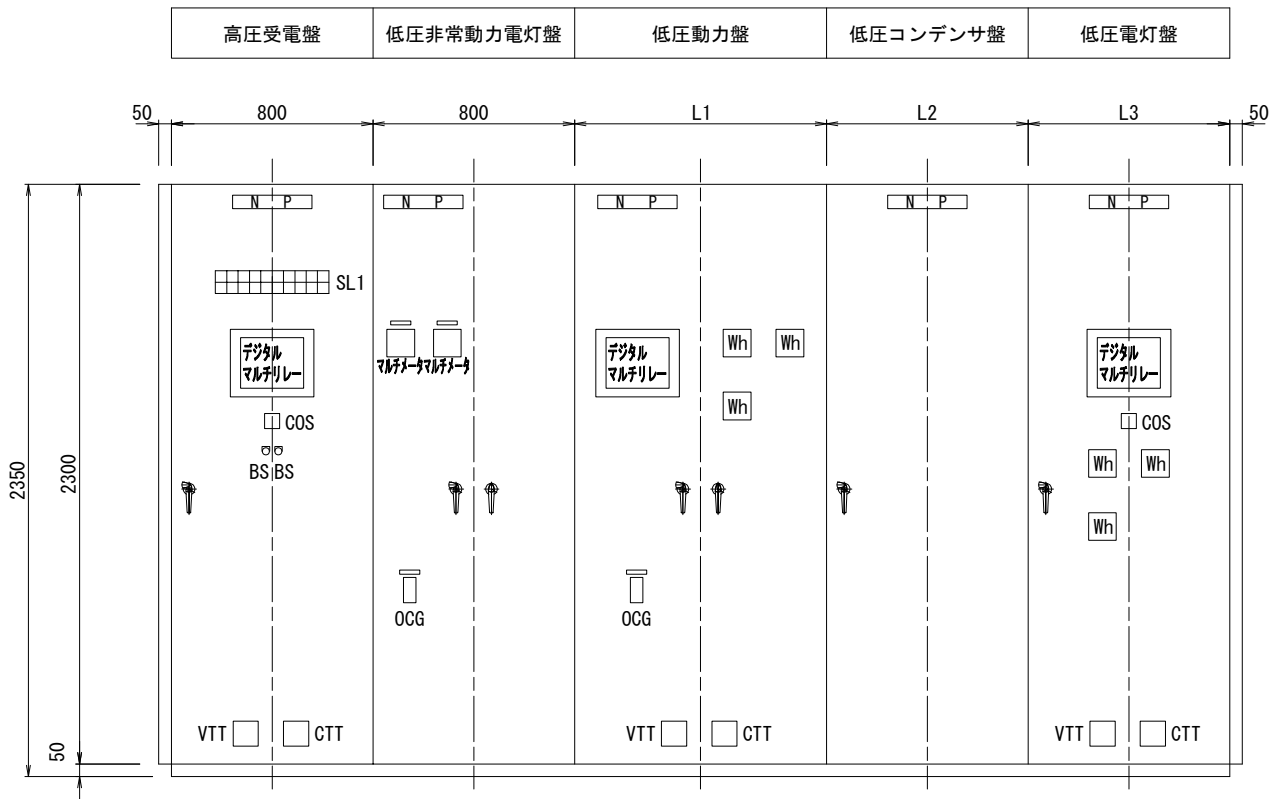 高圧受電盤 低圧非常動力電灯盤 低圧動力盤 低圧コンデンサ盤 低圧電灯盤
50 800 800 L1 L2 L3 50
N P N P N P N P N P
SL1
デジタル
マルチリレー
マルチメータ マルチメータ
デジタル
マルチリレー
Wh Wh
Wh
デジタル
マルチリレー
COS
BS BS
COS
Wh Wh
Wh
2350
2300
OCG
OCG
VTT CTT
VTT CTT
VTT CTT
50